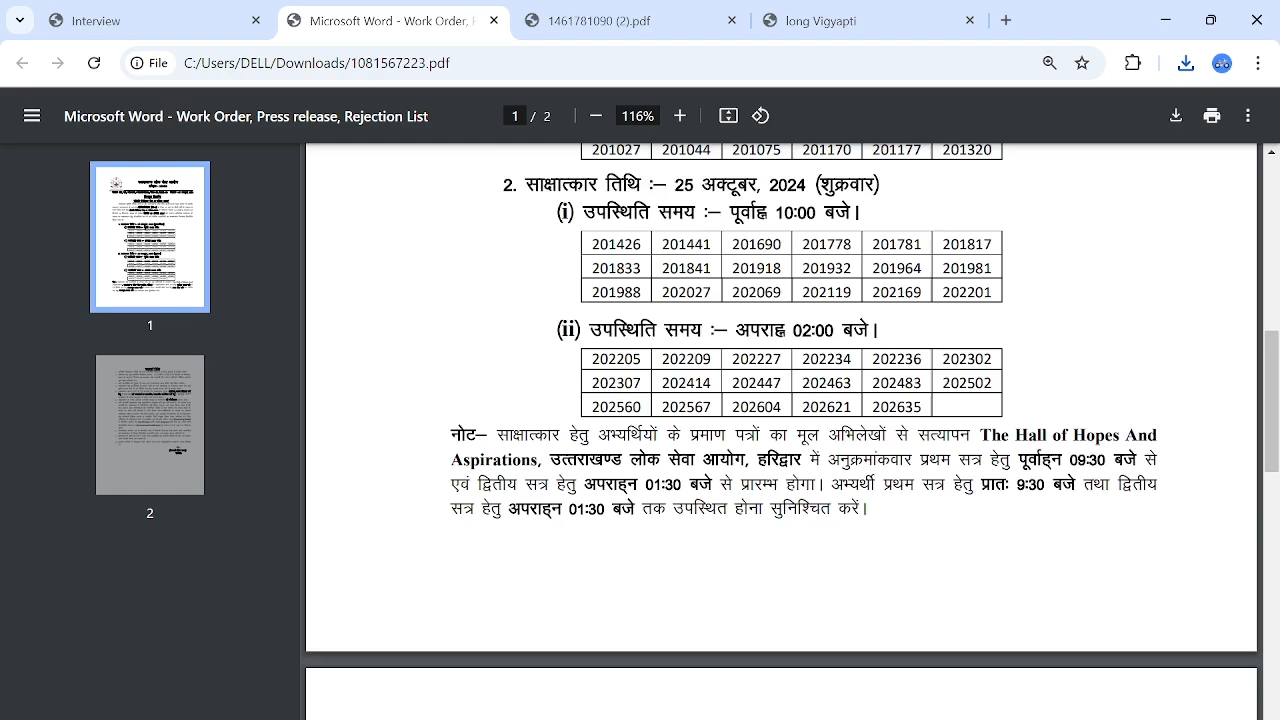 Interview
Microsoft Word - Work Order, P
1461781090 (2).pdf
long Vigyapti
File
C:/Users/DELL/Downloads/1081567223.pdf
Microsoft Word - Work Order, Press release, Rejection List
1 / 2
116%
201027 201044 201075 201170 201177 201320
2. साक्षात्कार तिथि :– 25 अक्टूबर, 2024 (शुक्रवार)
(i) उपस्थिति समय :– पूर्वाह्न 10:00 बजे।
201426 201441 201690 201778 201781 201817
201833 201841 201918 201932 201964 201981
201988 202027 202069 202119 202169 202201
(ii) उपस्थिति समय :– अपराह्न 02:00 बजे।
202205 202209 202227 202234 202236 202302
202307 202414 202447 202463 202483 202502
202560 202567 202604 202621 202635
नोट– साक्षात्कार हेतु अभ्यर्थियों के प्रमाण पत्रों का मूल अभिलेखों से सत्यापन The Hall of Hopes And
Aspirations, उत्तराखण्ड लोक सेवा आयोग, हरिद्वार में अनुक्रमांकवार प्रथम सत्र हेतु पूर्वाह्न 09:30 बजे से
एवं द्वितीय सत्र हेतु अपराह्न 01:30 बजे से प्रारम्भ होगा। अभ्यर्थी प्रथम सत्र हेतु प्रातः 9:30 बजे तथा द्वितीय
सत्र हेतु अपराह्न 01:30 बजे तक उपस्थित होना सुनिश्चित करें।
1
2